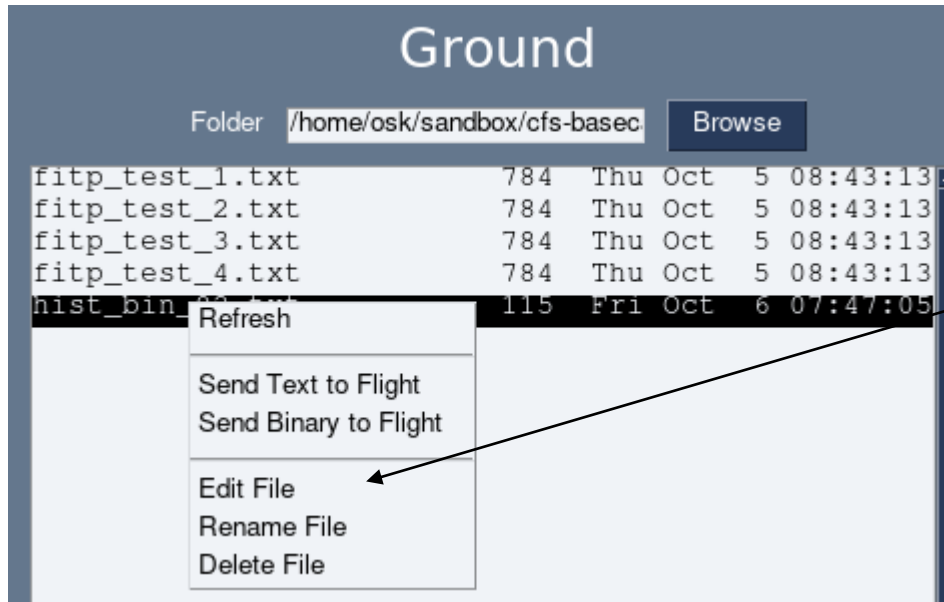 Ground
Folder /home/osk/sandbox/cfs-basec Browse
fitp_test_1.txt 784 Thu Oct 5 08:43:13
fitp_test_2.txt 784 Thu Oct 5 08:43:13
fitp_test_3.txt 784 Thu Oct 5 08:43:13
fitp_test_4.txt 784 Thu Oct 5 08:43:13
hist_bin_ 115 Fri Oct 6 07:47:05
Refresh
Send Text to Flight
Send Binary to Flight
Edit File
Rename File
Delete File